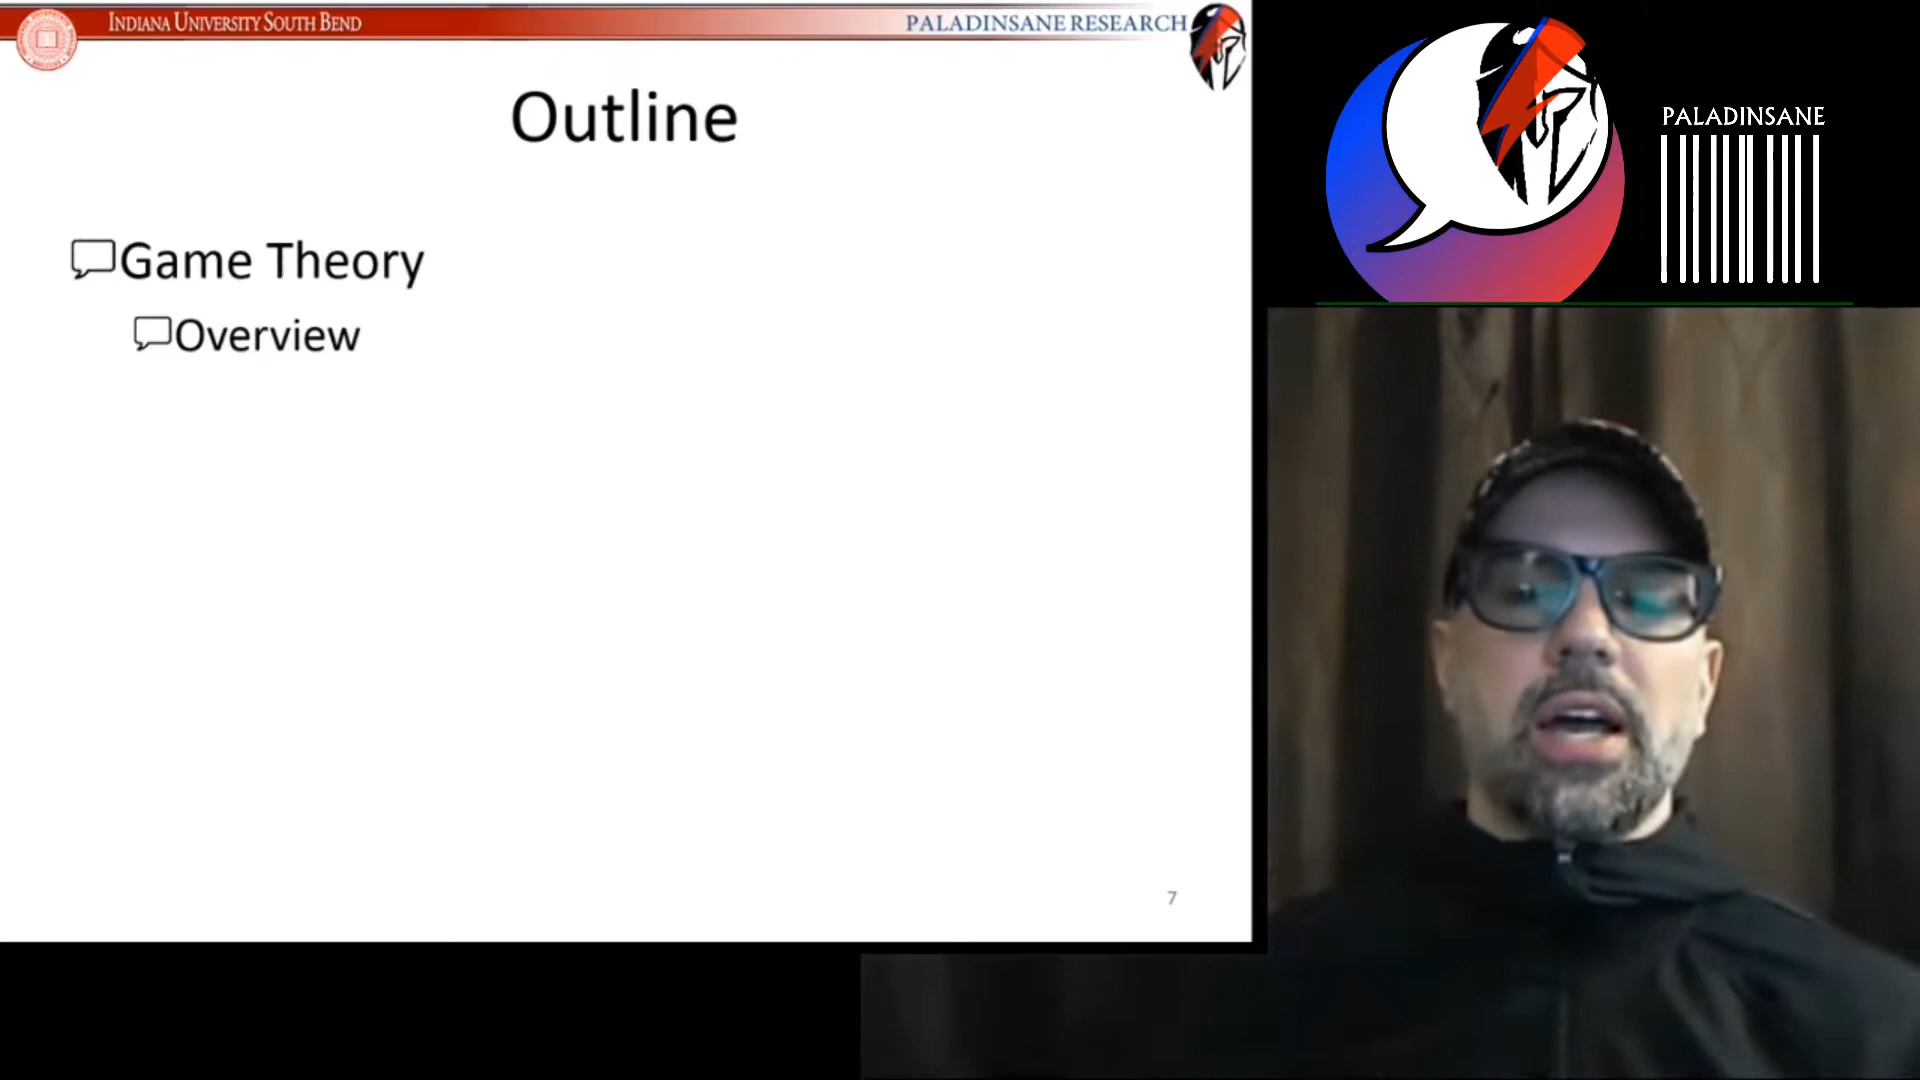 INDIANA UNIVERSITY SOUTH BEND
PALADINSANE RESEARCH
Outline
Game Theory
Overview
7
PALADINSANE